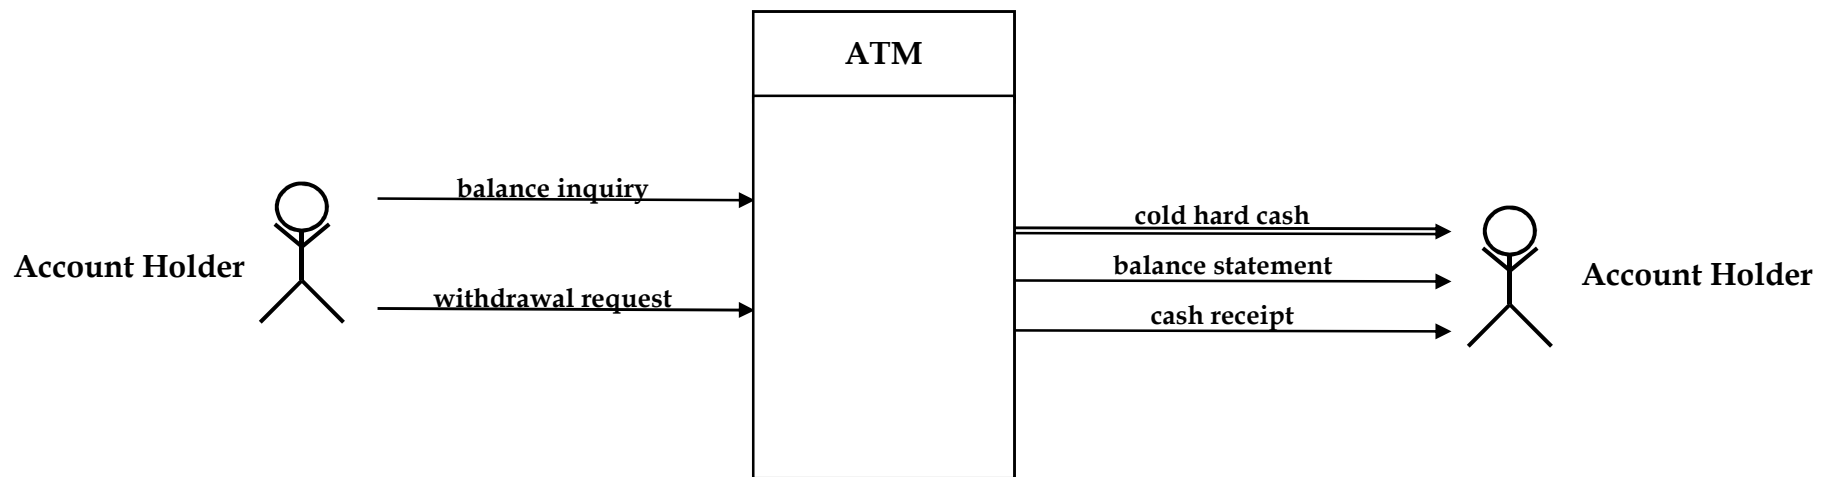 ATM
balance inquiry
cold hard cash
Account Holder
balance statement
Account Holder
withdrawal request
cash receipt